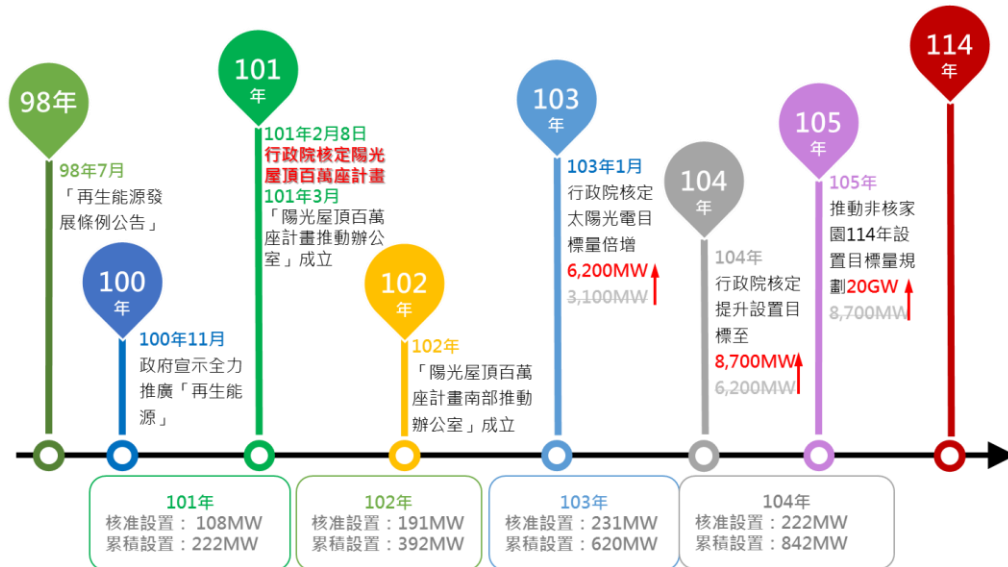 98年
98年7月
「再生能源發
展條例公告」
100
年
100年11月
政府宣示全力
推廣「再生能
源」
101
年
101年2月8日
行政院核定陽光
屋頂百萬座計畫
101年3月
「陽光屋頂百萬
座計畫推動辦公
室」成立
102
年
102年
「陽光屋頂百萬
座計畫南部推動
辦公室」成立
103
年
103年1月
行政院核定
太陽光電目
標量倍增
6,200MW
3,100MW
104
年
104年
行政院核定
提升設置目
標至
8,700MW
6,200MW
105
年
105年
推動非核家
園114年設
置目標量規
劃20GW
8,700MW
114
年
101年
核准設置：108MW
累積設置：222MW
102年
核准設置：191MW
累積設置：392MW
103年
核准設置：231MW
累積設置：620MW
104年
核准設置：222MW
累積設置：842MW